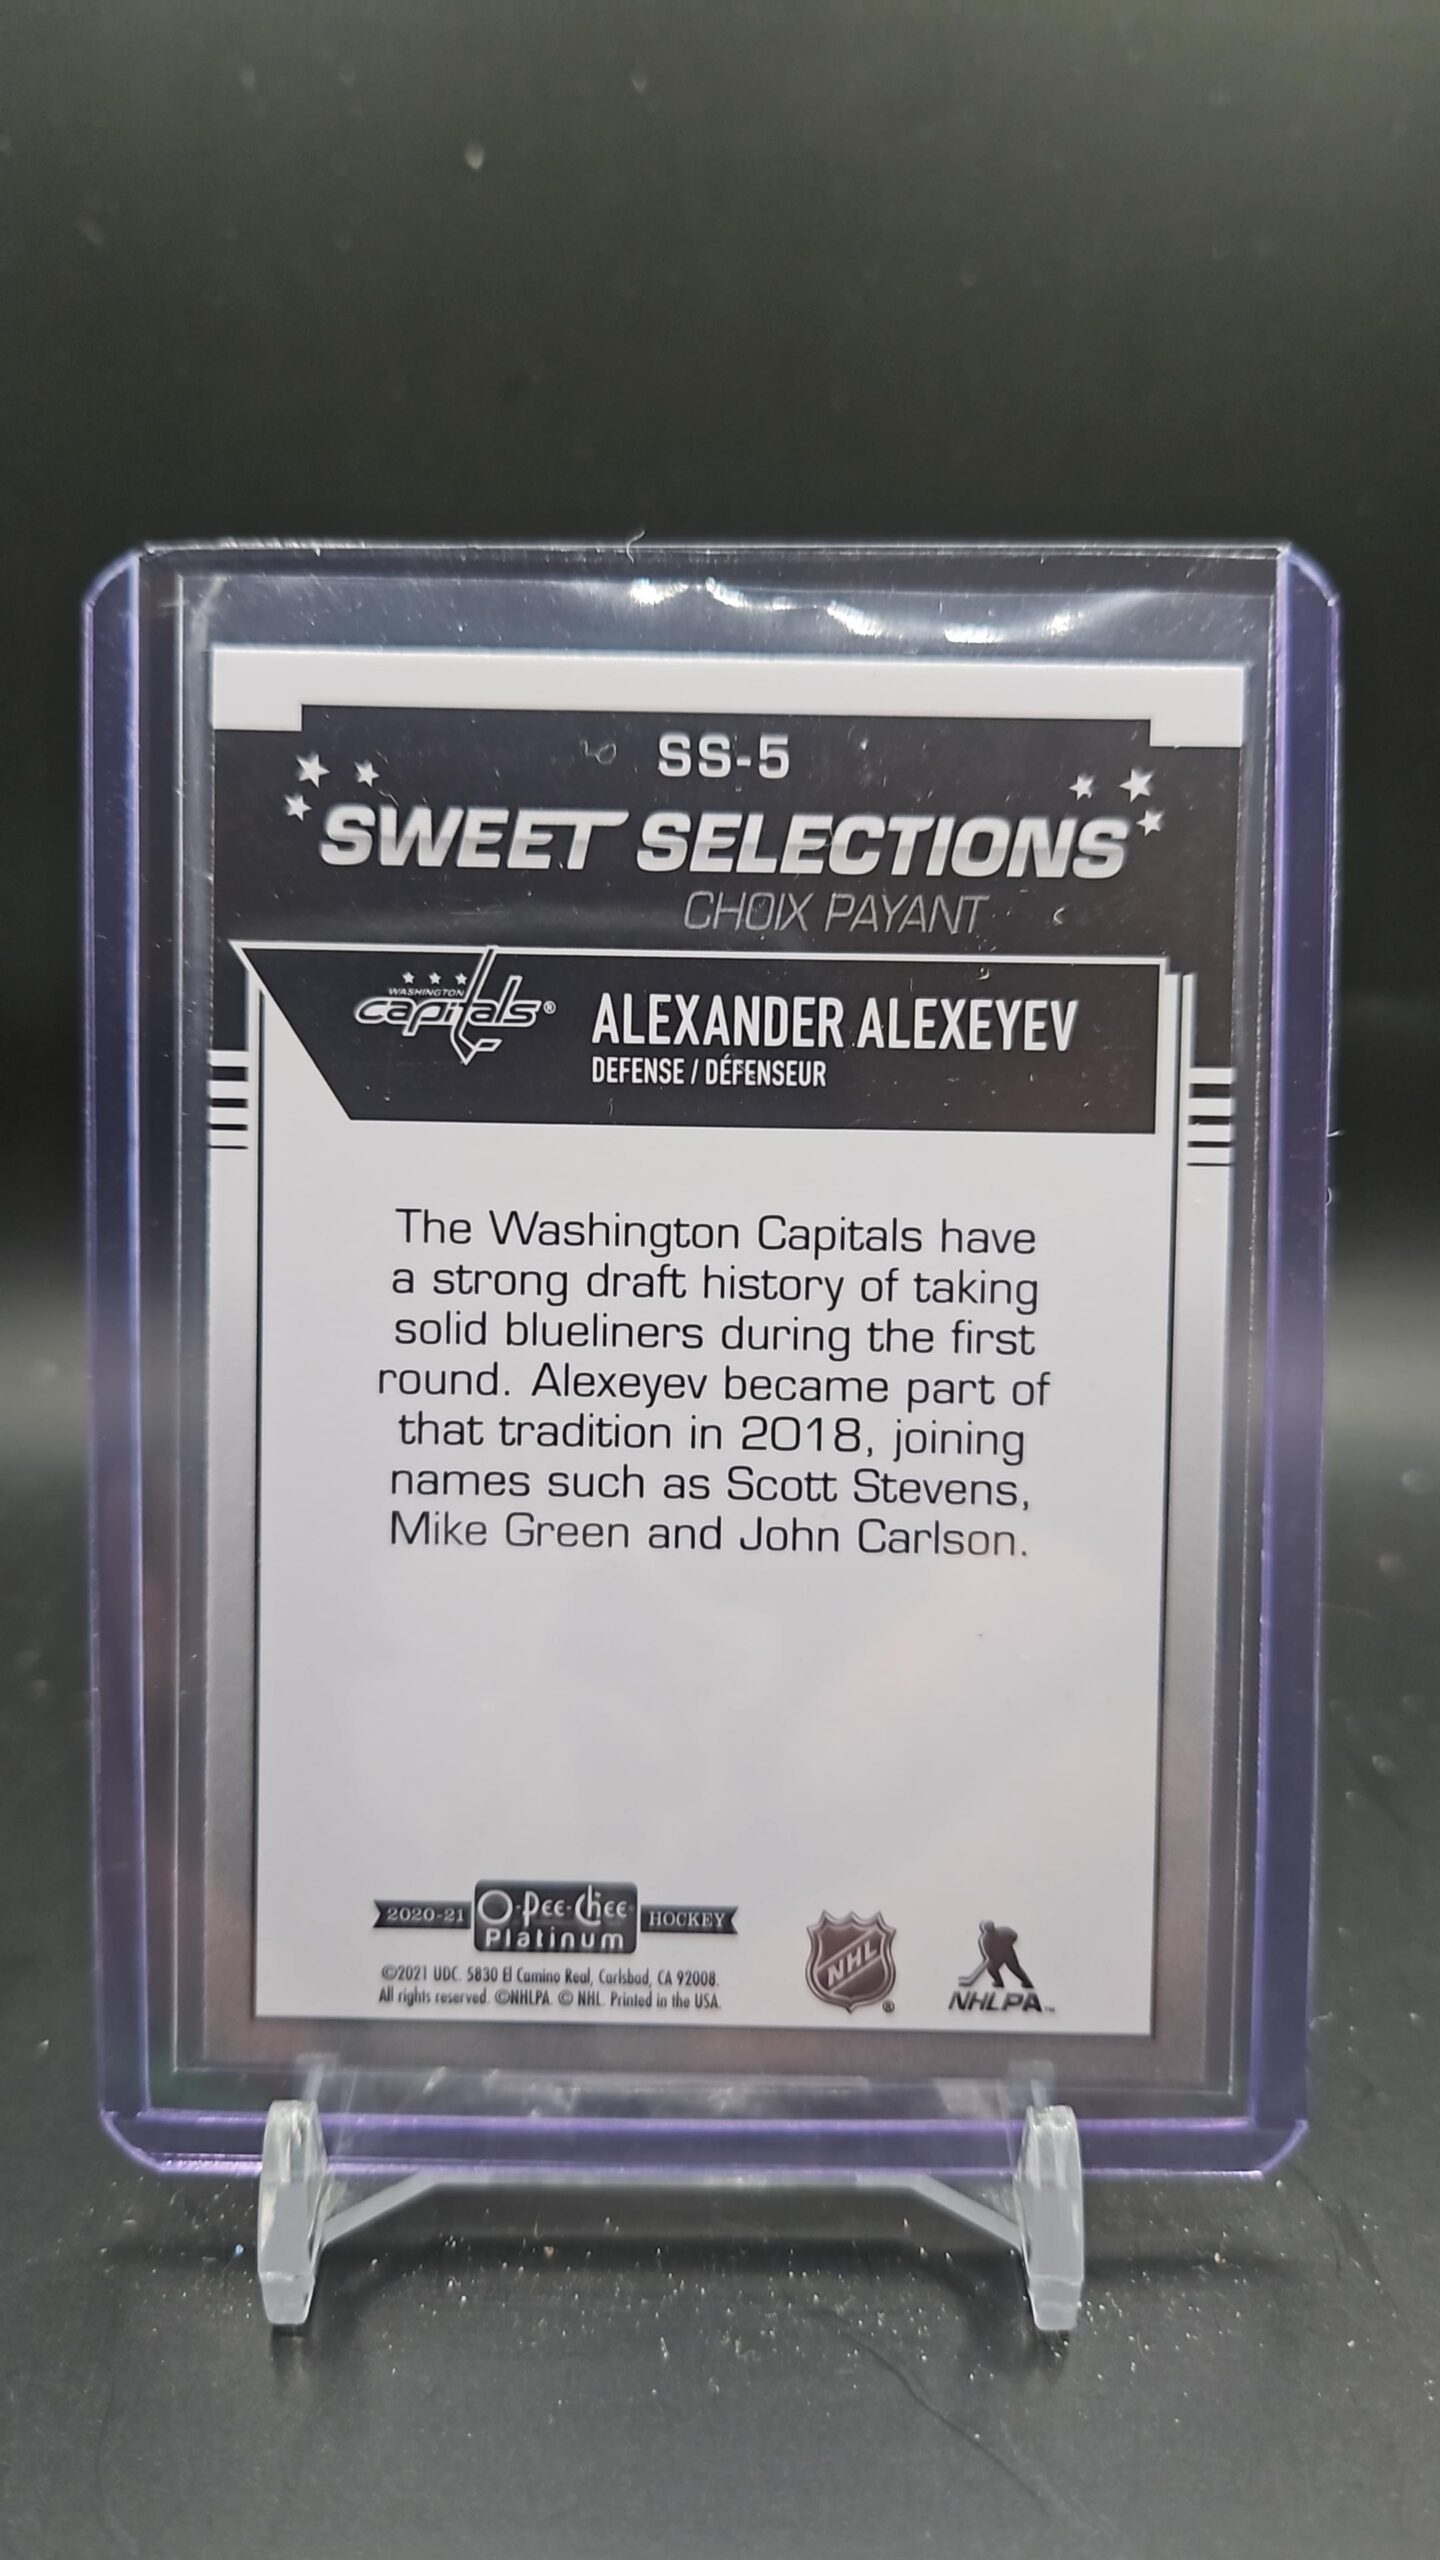 SS-5
SWEET SELECTIONS
CHOIX PAYANT
WASHINGTON
capitals®
ALEXANDER ALEXEYEV
DEFENSE / DÉFENSEUR
The Washington Capitals have
a strong draft history of taking
solid blueliners during the first
round. Alexeyev became part of
that tradition in 2018, joining
names such as Scott Stevens,
Mike Green and John Carlson.
2020-21 O-Pee-Chee HOCKEY
Platinum
©2021 UDC. 5830 El Camino Real, Carlsbad, CA 92008.
All rights reserved. ©NHLPA. © NHL. Printed in the USA.
NHL ®
NHLPA™